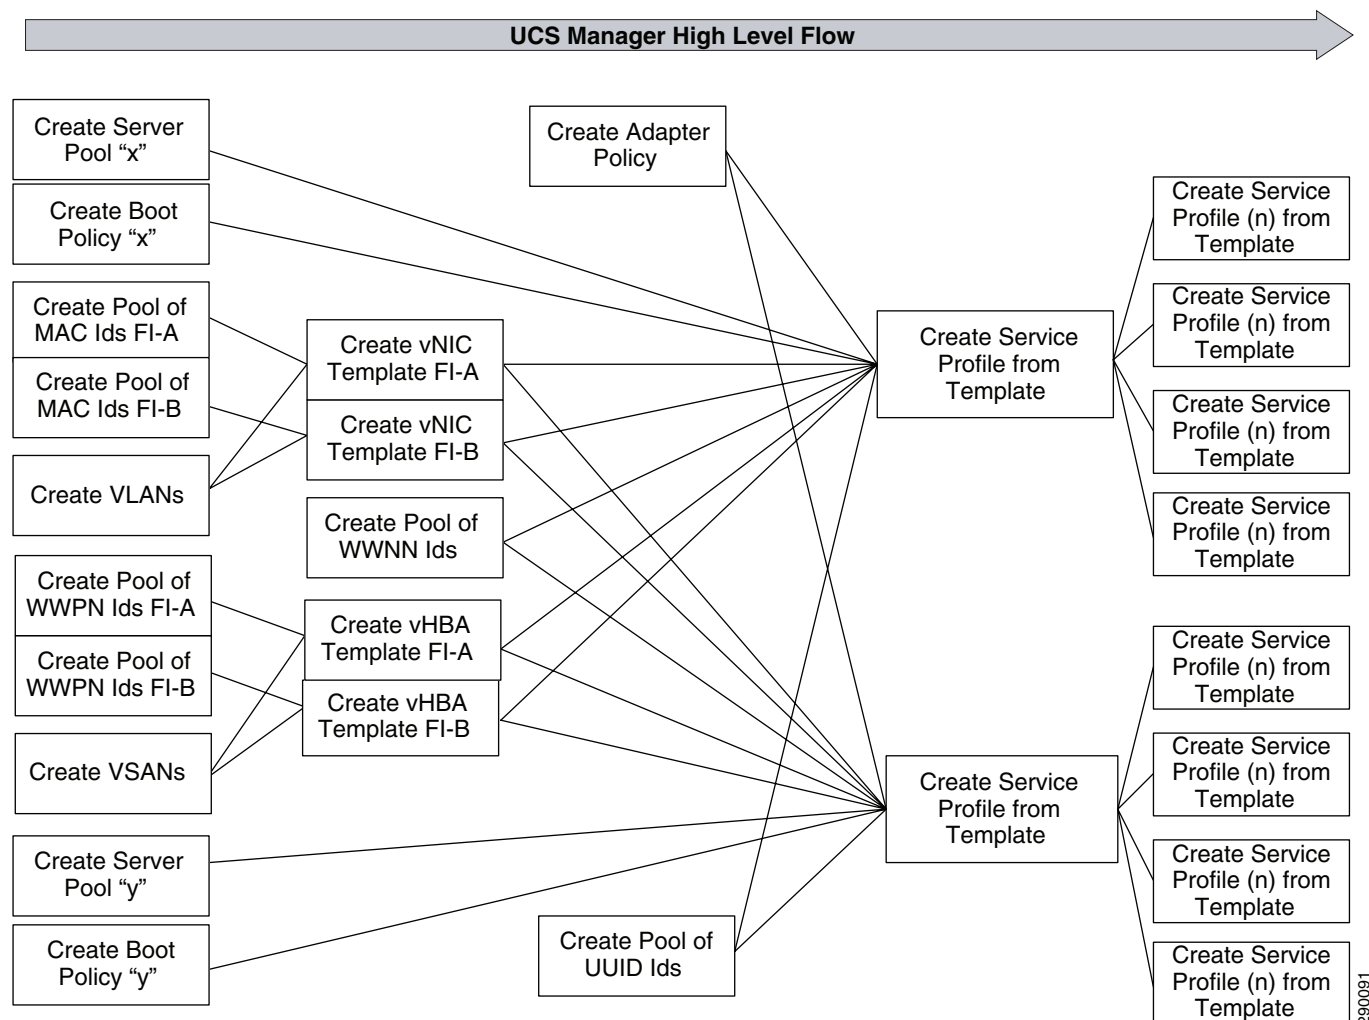 UCS Manager High Level Flow
Create Server
Pool “x”
Create Boot
Policy “x”
Create Pool of
MAC Ids FI-A
Create Pool of
MAC Ids FI-B
Create VLANs
Create Pool of
WWPN Ids FI-A
Create Pool of
WWPN Ids FI-B
Create VSANs
Create Server
Pool “y”
Create Boot
Policy “y”
Create vNIC
Template FI-A
Create vNIC
Template FI-B
Create Pool of
WWNN Ids
Create vHBA
Template FI-A
Create vHBA
Template FI-B
Create Adapter
Policy
Create Pool of
UUID Ids
Create Service
Profile from
Template
Create Service
Profile from
Template
Create Service
Profile (n) from
Template
Create Service
Profile (n) from
Template
Create Service
Profile (n) from
Template
Create Service
Profile (n) from
Template
Create Service
Profile (n) from
Template
Create Service
Profile (n) from
Template
Create Service
Profile (n) from
Template
Create Service
Profile (n) from
Template
290091